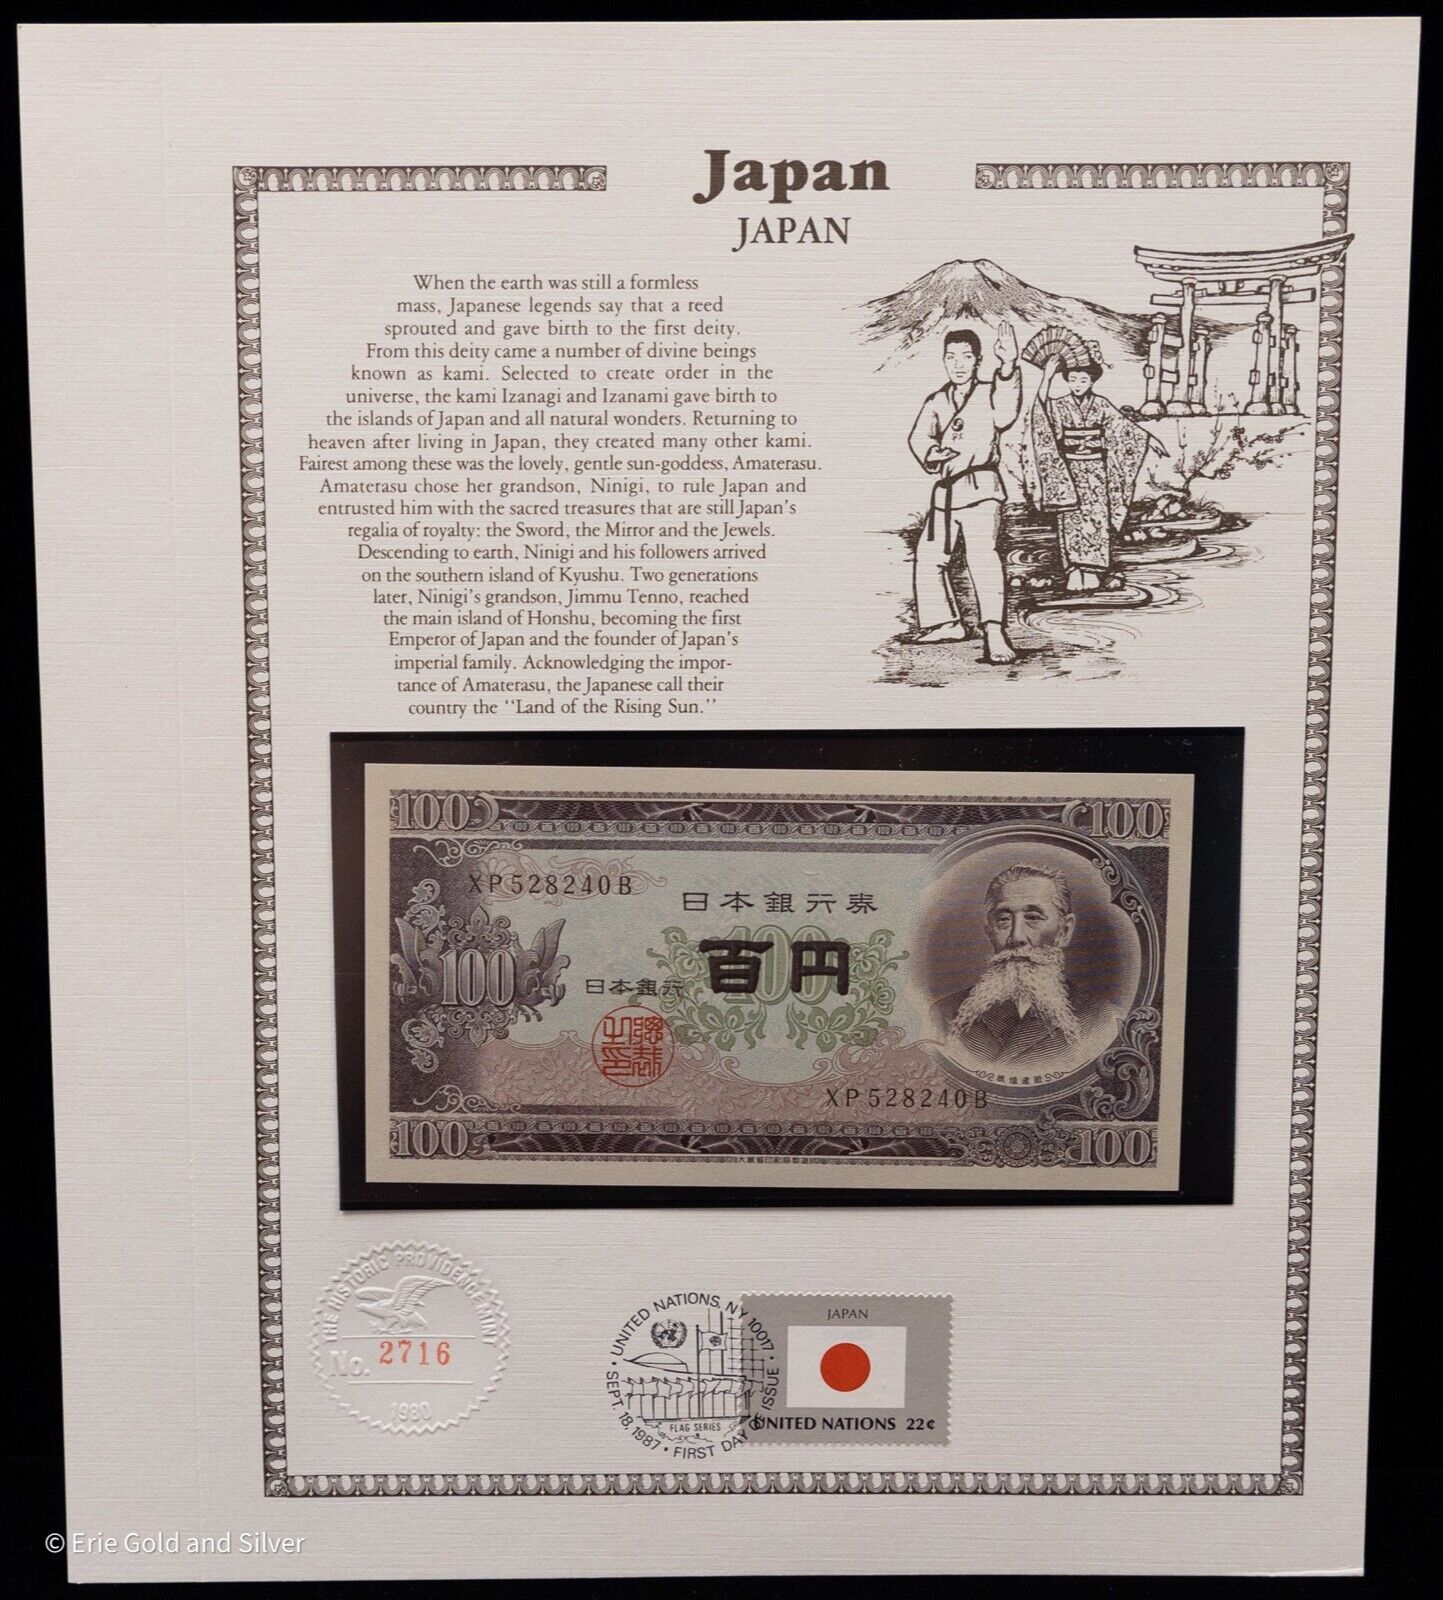 Japan
JAPAN
When the earth was still a formless
mass, Japanese legends say that a reed
sprouted and gave birth to the first deity.
From this deity came a number of divine beings
known as kami. Selected to create order in the
universe, the kami Izanagi and Izanami gave birth to
the islands of Japan and all natural wonders. Returning to
heaven after living in Japan, they created many other kami.
Fairest among these was the lovely, gentle sun-goddess, Amaterasu.
Amaterasu chose her grandson, Ninigi, to rule Japan and
entrusted him with the sacred treasures that are still Japan's
regalia of royalty: the Sword, the Mirror and the Jewels.
Descending to earth, Ninigi and his followers arrived
on the southern island of Kyushu. Two generations
later, Ninigi's grandson, Jimmu Tenno, reached
the main island of Honshu, becoming the first
Emperor of Japan and the founder of Japan's
imperial family. Acknowledging the impor-
tance of Amaterasu, the Japanese call their
country the "Land of the Rising Sun."
100 100
XP528240B
日本銀行券
百円
100
100
日本銀行
XP528240B
100 100
THE HISTORIC PROVIDENCE MINT
No. 2716
1980
UNITED NATIONS, NY 10017
SEPT. 18, 1987 • FIRST DAY OF ISSUE
FLAG SERIES
JAPAN
UNITED NATIONS 22¢
© Erie Gold and Silver